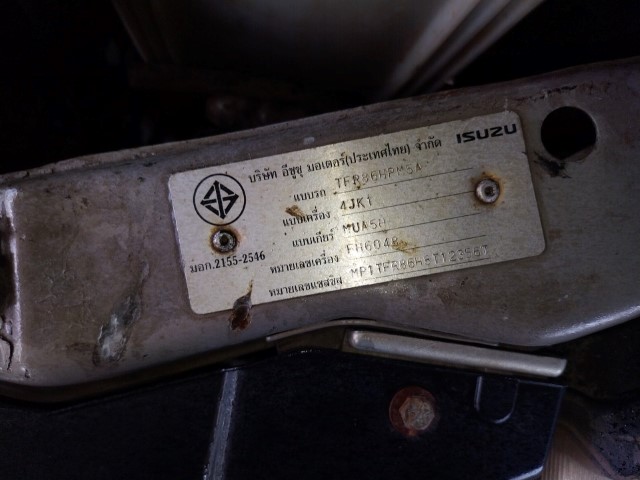 บริษัท อีซูซุ มอเตอร์(ประเทศไทย) จำกัด ISUZU
แบบรถ
แบบเครื่อง 4JK1
แบบเกียร์ MUA5H
หมายเลขเครื่อง FH6048
หมายเลขแชสซีส์
มอก.2155-2546